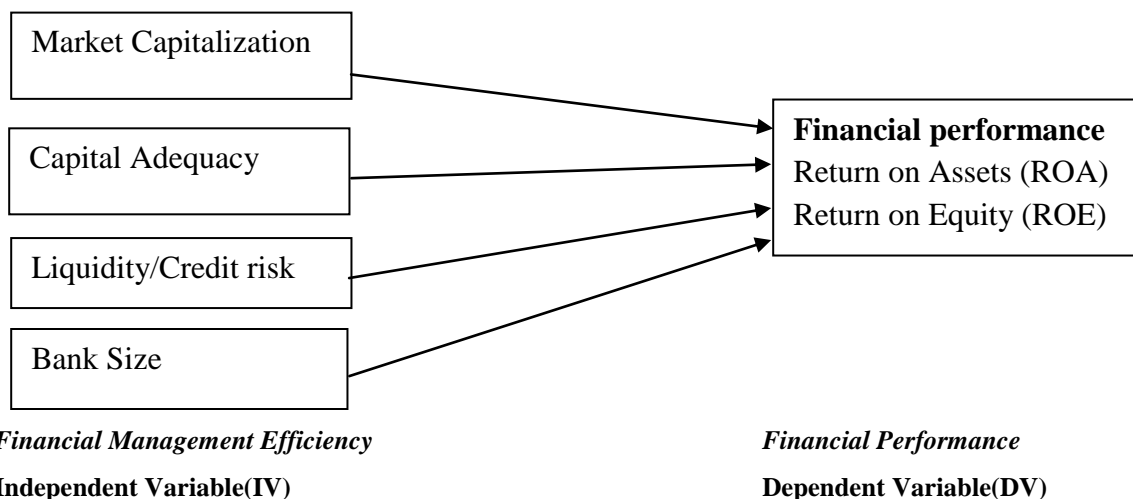 Market Capitalization
Capital Adequacy
Liquidity/Credit risk
Bank Size
Financial performance
Return on Assets (ROA)
Return on Equity (ROE)
Financial Management Efficiency
Independent Variable(IV)
Financial Performance
Dependent Variable(DV)